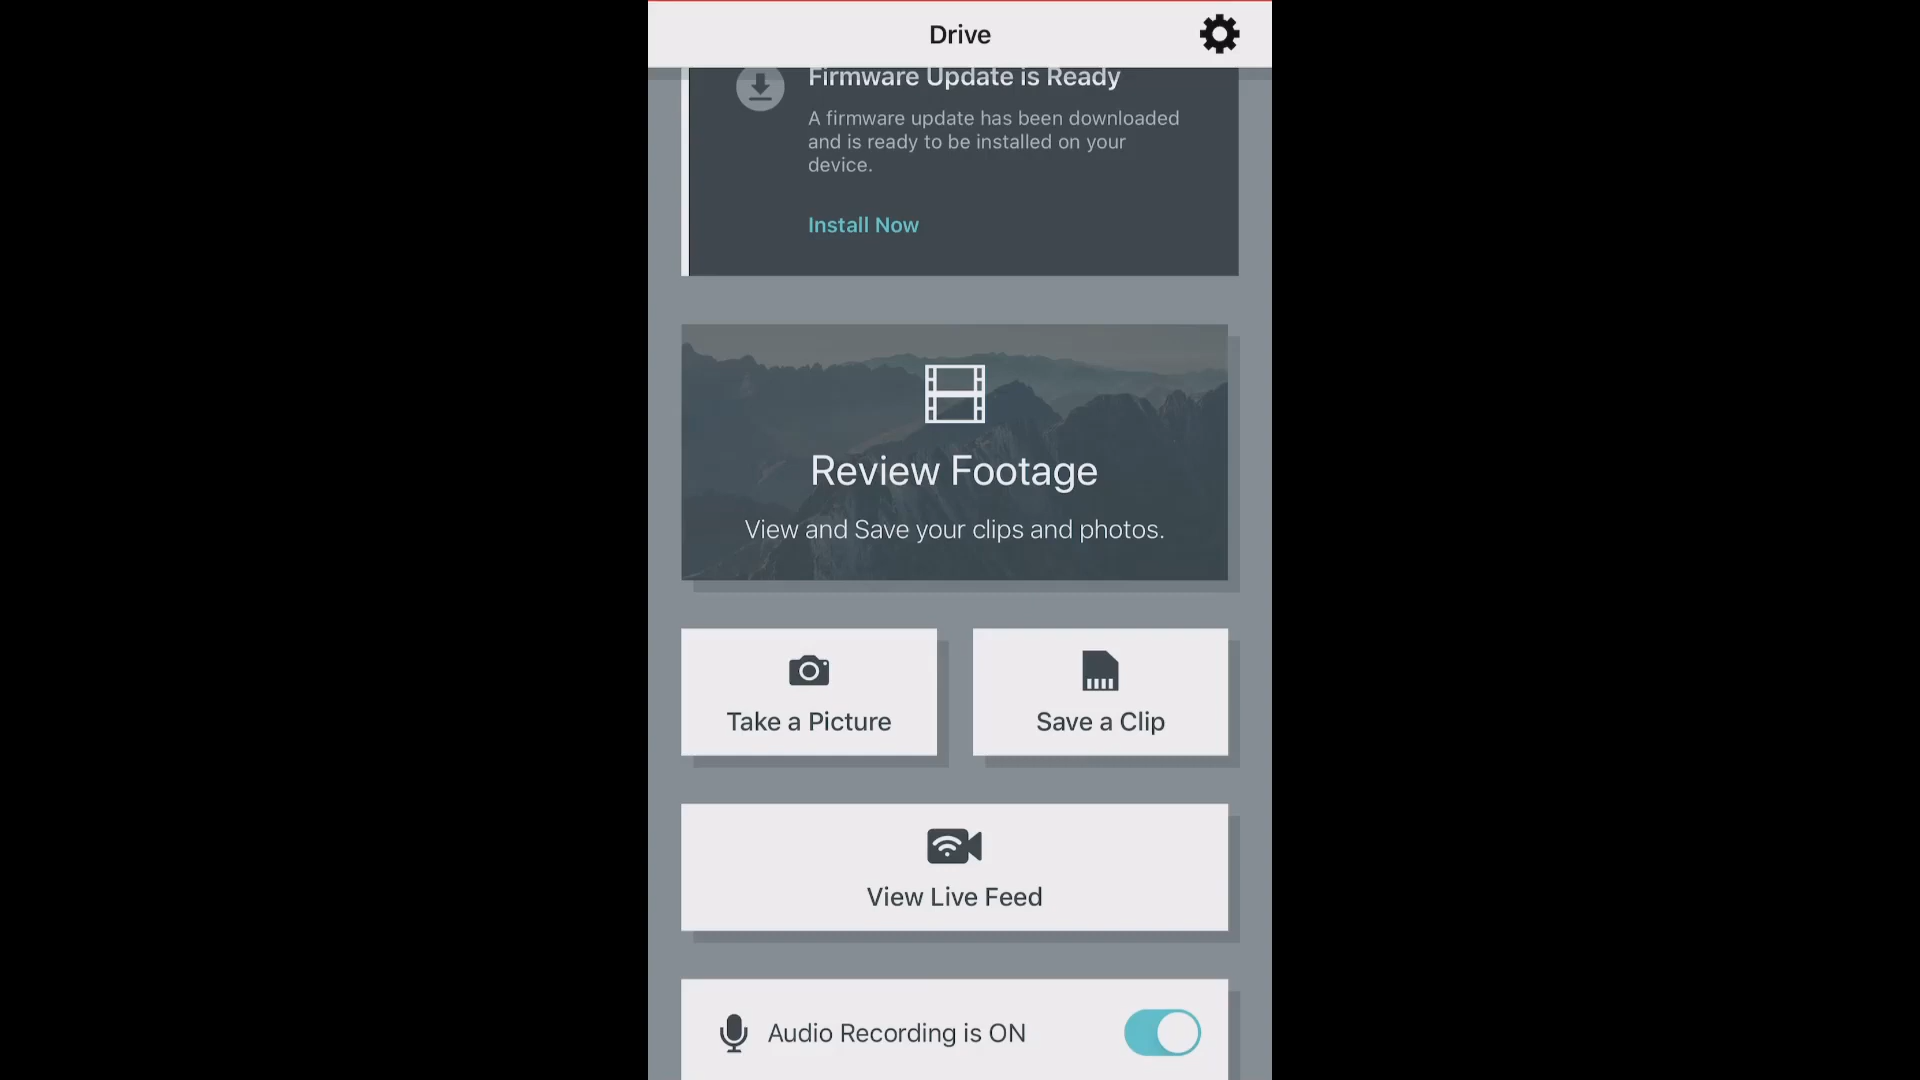 Drive
Firmware Update is Ready
A firmware update has been downloaded
and is ready to be installed on your
device.
Install Now
Review Footage
View and Save your clips and photos.
Take a Picture
Save a Clip
View Live Feed
Audio Recording is ON